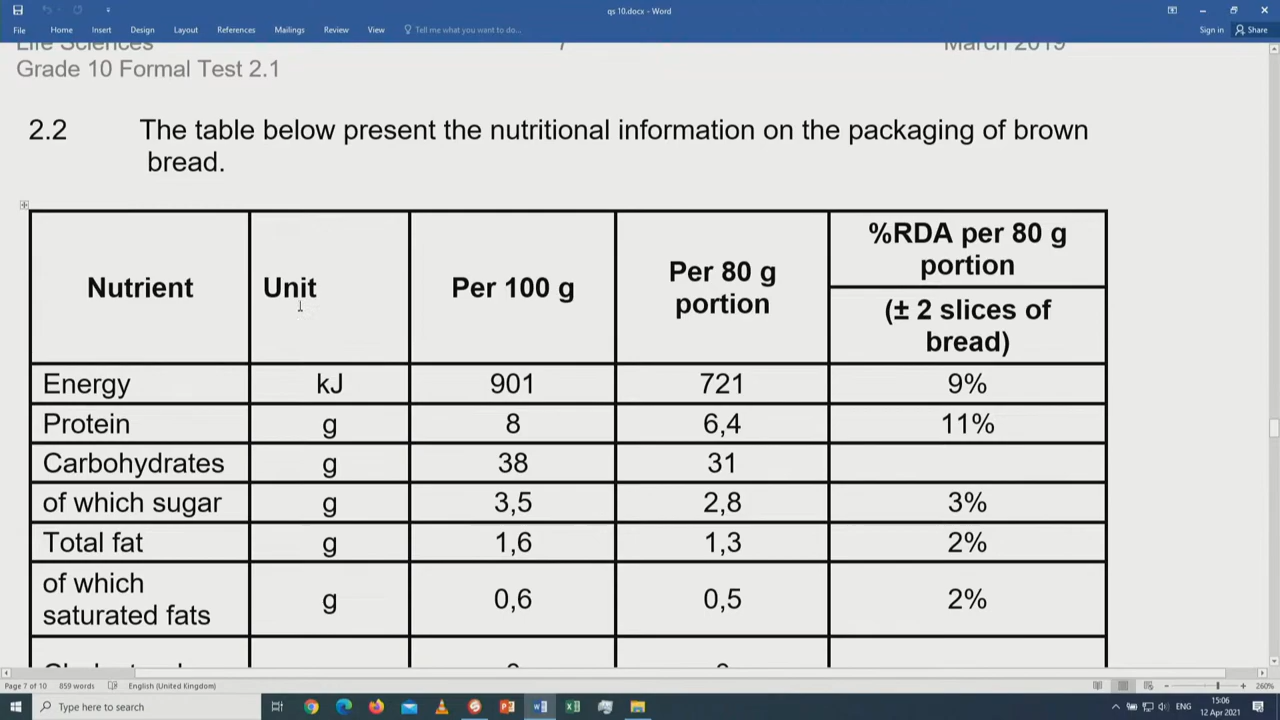 qs 10.docx - Word
File Home Insert Design Layout References Mailings Review View Tell me what you want to do... Sign in Share
Life Sciences 7 March 2019
Grade 10 Formal Test 2.1
2.2 The table below present the nutritional information on the packaging of brown
bread.
Nutrient Unit Per 100 g Per 80 g portion %RDA per 80 g portion
(± 2 slices of bread)
Energy kJ 901 721 9%
Protein g 8 6,4 11%
Carbohydrates g 38 31
of which sugar g 3,5 2,8 3%
Total fat g 1,6 1,3 2%
of which
saturated fats g 0,6 0,5 2%
Page 7 of 10 859 words English (United Kingdom) 260%
Type here to search ENG 15:06
12 Apr 2021